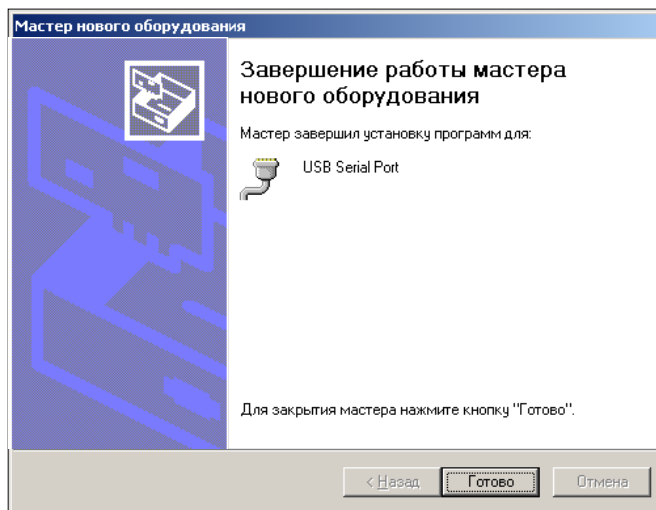 Мастер нового оборудования
Завершение работы мастера
нового оборудования
Мастер завершил установку программ для:
USB Serial Port
Для закрытия мастера нажмите кнопку "Готово".
< Назад
Готово
Отмена